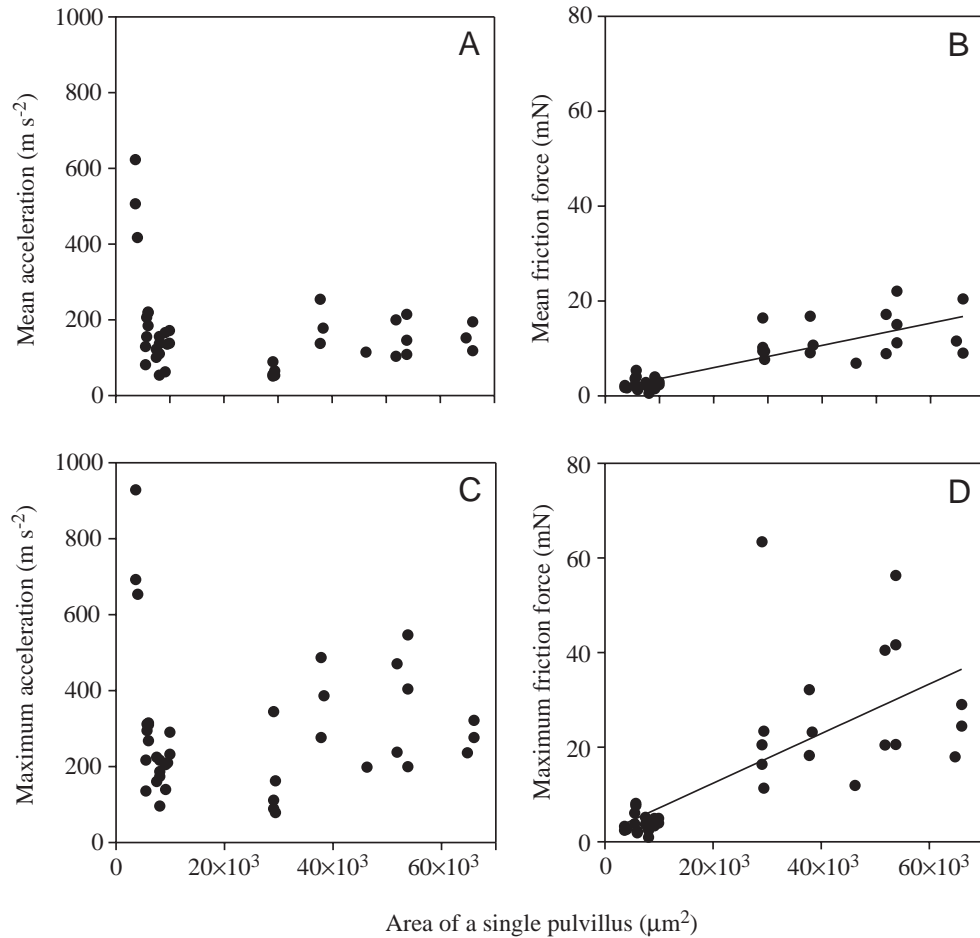 1000
800
600
400
200
0
Mean acceleration (m s-2)
A
80
60
40
20
0
Mean friction force (mN)
B
1000
800
600
400
200
0
Maximum acceleration (m s-2)
C
0 20×10³ 40×10³ 60×10³
80
60
40
20
0
Maximum friction force (mN)
D
0 20×10³ 40×10³ 60×10³
Area of a single pulvillus (μm²)